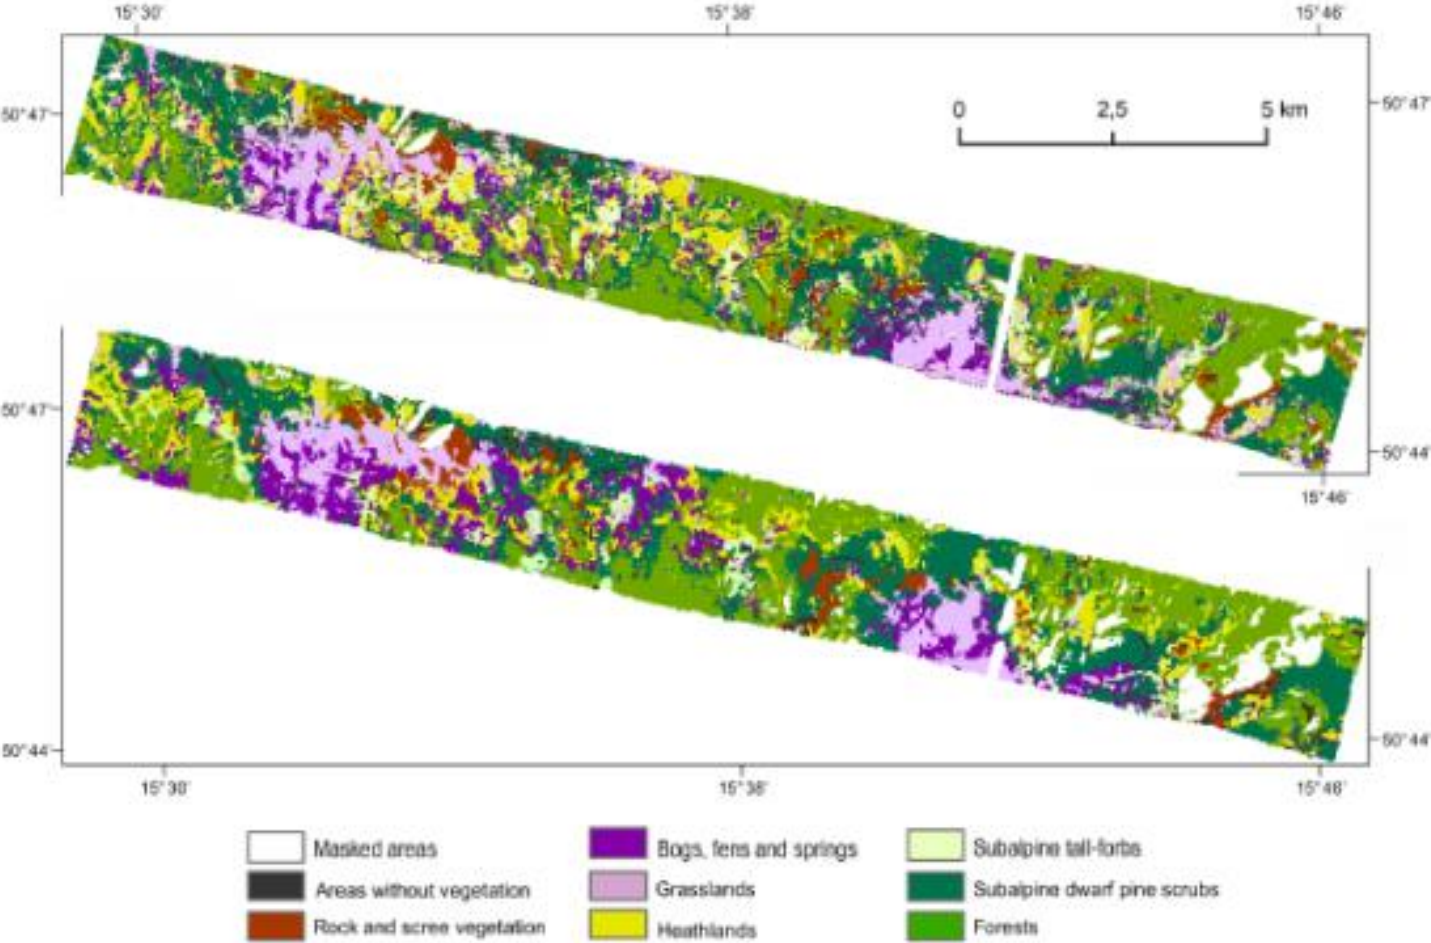 15°30' 15°38' 15°46'
50°47' 50°47'
0 2,5 5 km
50°47'
50°44'
15°46'
50°44' 50°44'
15°30' 15°38' 15°46'
Masked areas Bogs, fens and springs Subalpine tall-forbs
Areas without vegetation Grasslands Subalpine dwarf pine scrubs
Rock and scree vegetation Heathlands Forests